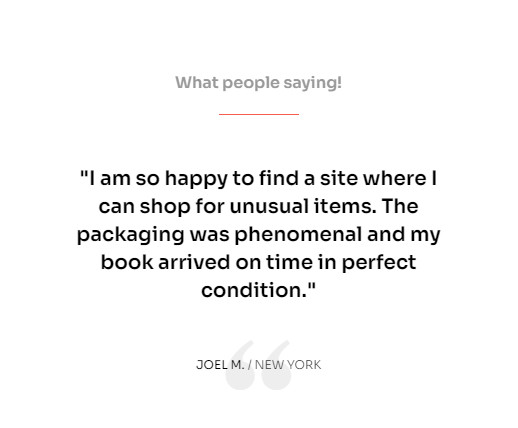 What people saying!
"I am so happy to find a site where I
can shop for unusual items. The
packaging was phenomenal and my
book arrived on time in perfect
condition."
JOEL M. / NEW YORK